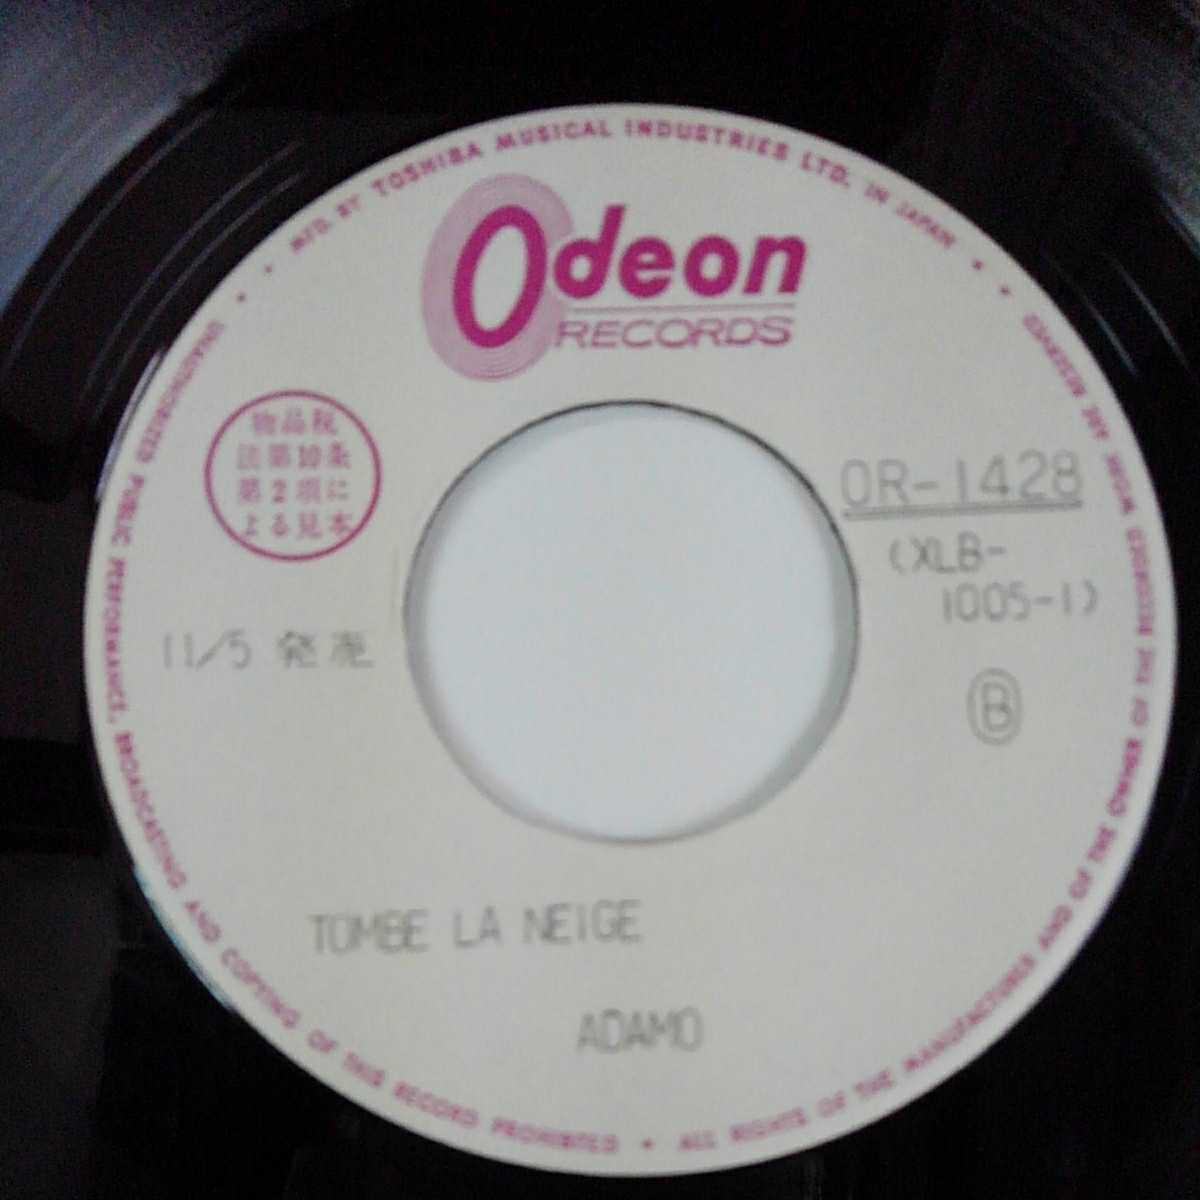 MFD. BY TOSHIBA MUSICAL INDUSTRIES LTD. IN JAPAN
Odeon
RECORDS
物品税
法第10条
第2項に
よる見本
OR-1428
(XLB-
1005-1)
11/5 発売
B
TOMBE LA NEIGE
ADAMO
ALL RIGHTS OF THE MANUFACTURER AND OF THE OWNER OF THE RECORDED WORK ARE RESERVED
UNAUTHORIZED PUBLIC PERFORMANCE, BROADCASTING AND COPYING OF THIS RECORD PROHIBITED